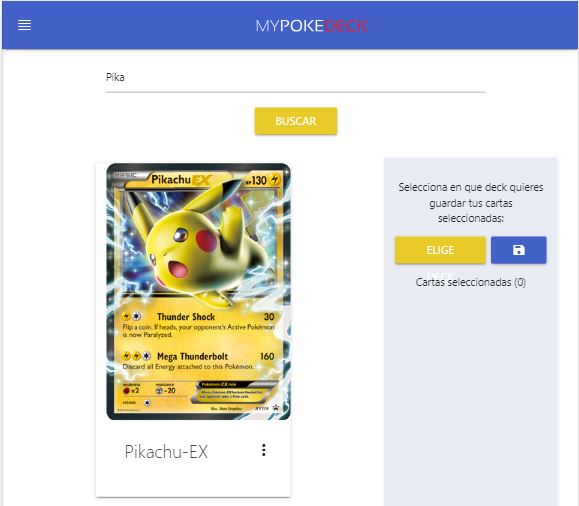 MYPOKEDECK
Pika
BUSCAR
BASIC
Pikachu EX
HP 130
Thunder Shock 30
Flip a coin. If heads, your opponent's Active Pokémon
is now Paralyzed.
Mega Thunderbolt 160
Discard all Energy attached to this Pokémon.
weakness
×2
resistance
-20
retreat
Pokémon-EX rule
XY174
Pikachu-EX
Selecciona en que deck quieres
guardar tus cartas
seleccionadas:
ELIGE
DECK
Cartas seleccionadas (0)